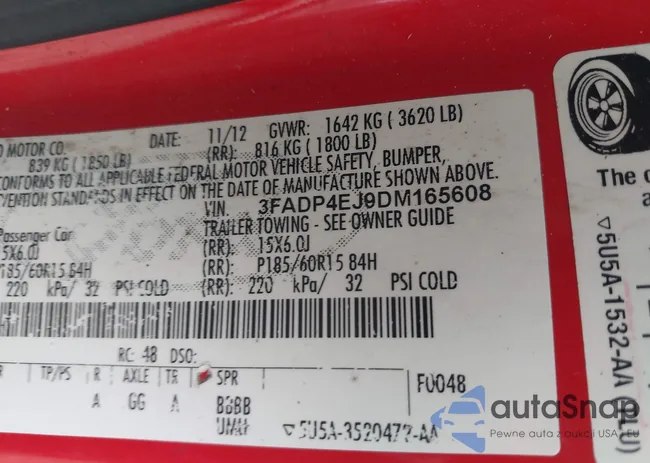 MOTOR CO. DATE: 11/12 GVWR: 1642 KG ( 3620 LB)
839 KG ( 1850 LB) (RR): 816 KG ( 1800 LB)
CONFORMS TO ALL APPLICABLE FEDERAL MOTOR VEHICLE SAFETY, BUMPER,
STANDARDS IN EFFECT ON THE DATE OF MANUFACTURE SHOWN ABOVE.
VIN 3FADP4EJ9DM165608
Passenger Car TRAILER TOWING - SEE OWNER GUIDE
15X6.0J (RR): 15X6.0J
P185/60R15 84H (RR): P185/60R15 84H
220 kPa/ 32 PSI COLD (RR): 220 kPa/ 32 PSI COLD
RC: 48 DSO:
TP/PS R AXLE TR SPR F0048
A GG A BBBB
▽5U5A-3520472-AA
The
▽5U5A-1532-AA
autoSnap
Pewne auta z aukcji USA i EU